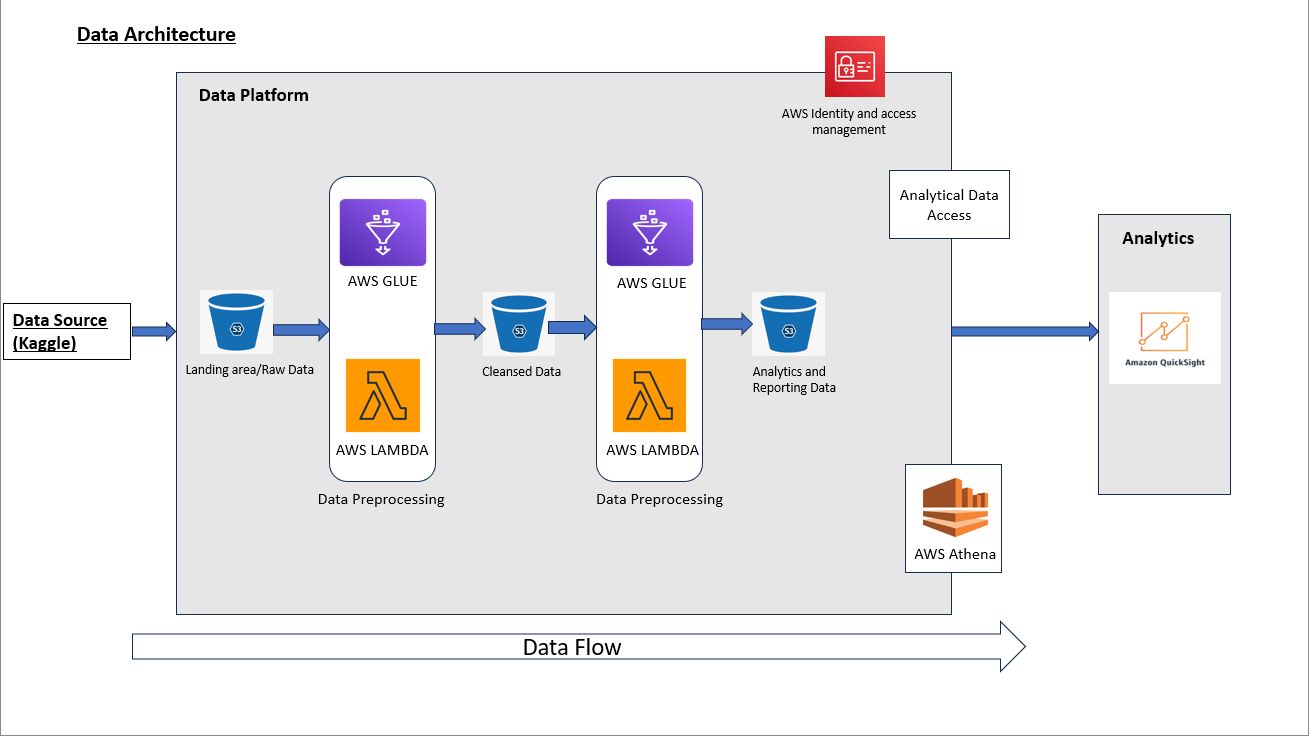 Data Architecture
Data Platform
AWS Identity and access
management
Analytical Data
Access
Analytics
AWS GLUE
AWS GLUE
Data Source
(Kaggle)
S3
S3
S3
Landing area/Raw Data
Cleansed Data
Analytics and
Reporting Data
Amazon QuickSight
AWS LAMBDA
AWS LAMBDA
Data Preprocessing
Data Preprocessing
AWS Athena
Data Flow